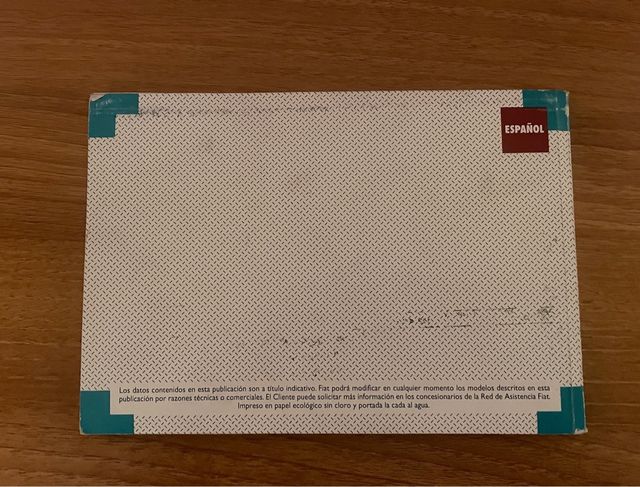 ESPAÑOL
Los datos contenidos en esta publicación son a título indicativo. Fiat podrá modificar en cualquier momento los modelos descritos en esta
publicación por razones técnicas o comerciales. El Cliente puede solicitar más información en los concesionarios de la Red de Asistencia Fiat.
Impreso en papel ecológico sin cloro y portada la cada al agua.